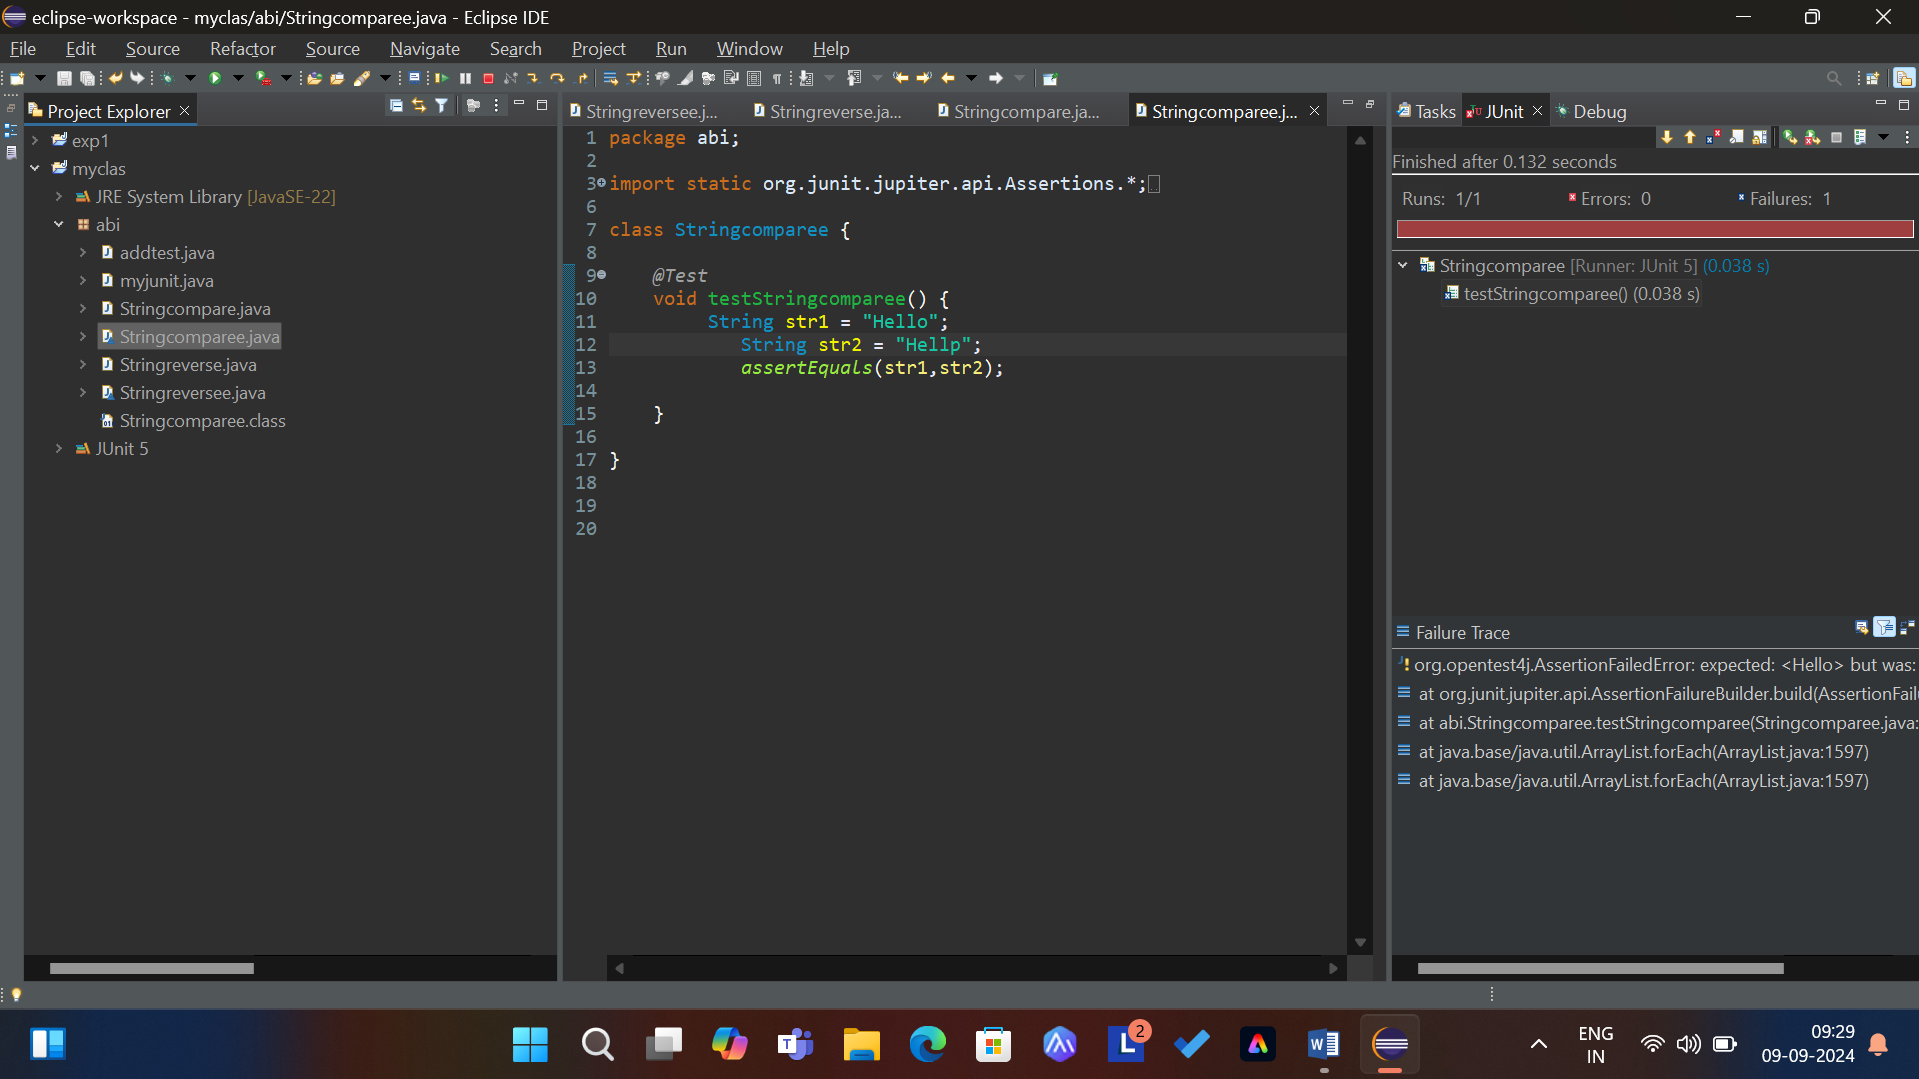 eclipse-workspace - myclas/abi/Stringcomparee.java - Eclipse IDE
File Edit Source Refactor Source Navigate Search Project Run Window Help
Project Explorer
exp1
myclas
JRE System Library [JavaSE-22]
abi
addtest.java
myjunit.java
Stringcompare.java
Stringcomparee.java
Stringreverse.java
Stringreversee.java
Stringcomparee.class
JUnit 5
Stringreversee.j... Stringreverse.ja... Stringcompare.ja... Stringcomparee.j...
1 package abi;
2
3 import static org.junit.jupiter.api.Assertions.*;
6
7 class Stringcomparee {
8
9 @Test
10 void testStringcomparee() {
11 String str1 = "Hello";
12 String str2 = "Hellp";
13 assertEquals(str1,str2);
14
15 }
16
17 }
18
19
20
Tasks JUnit Debug
Finished after 0.132 seconds
Runs: 1/1 Errors: 0 Failures: 1
Stringcomparee [Runner: JUnit 5] (0.038 s)
testStringcomparee() (0.038 s)
Failure Trace
org.opentest4j.AssertionFailedError: expected: <Hello> but was:
at org.junit.jupiter.api.AssertionFailureBuilder.build(AssertionFail
at abi.Stringcomparee.testStringcomparee(Stringcomparee.java:
at java.base/java.util.ArrayList.forEach(ArrayList.java:1597)
at java.base/java.util.ArrayList.forEach(ArrayList.java:1597)
2
ENG
IN
09:29
09-09-2024